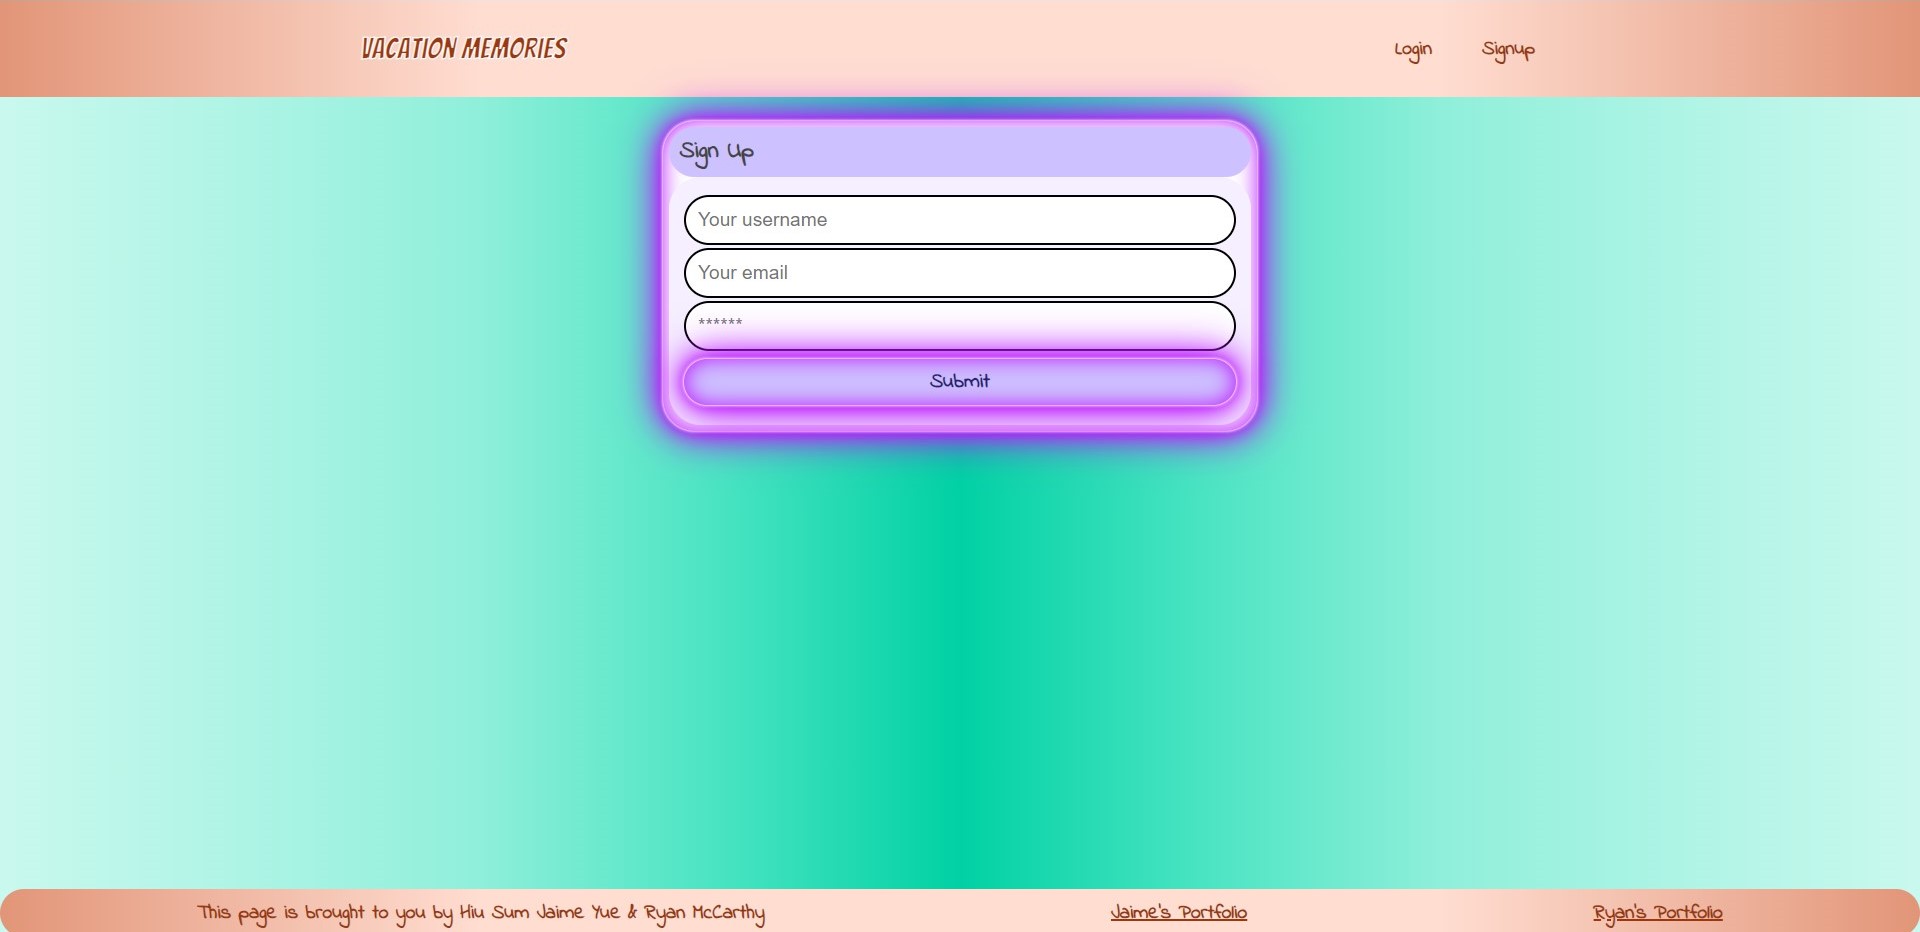 VACATION MEMORIES
Login Signup
Sign Up
Your username
Your email
******
Submit
This page is brought to you by Hiu Sum Jaime Yue & Ryan McCarthy Jaime's Portfolio Ryan's Portfolio